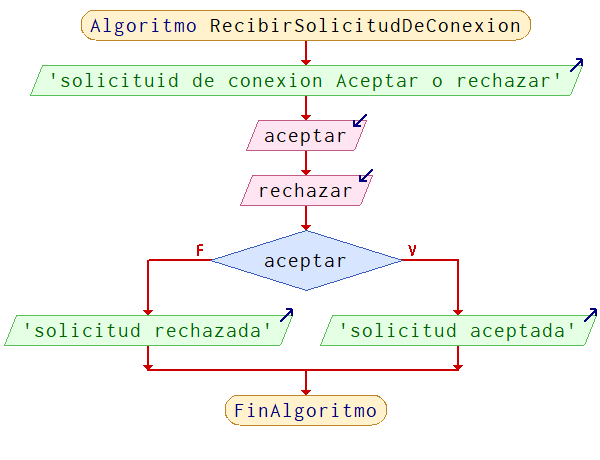 Algoritmo RecibirSolicitudDeConexion
'solicituid de conexion Aceptar o rechazar'
aceptar
rechazar
F
V
aceptar
'solicitud rechazada'
'solicitud aceptada'
FinAlgoritmo